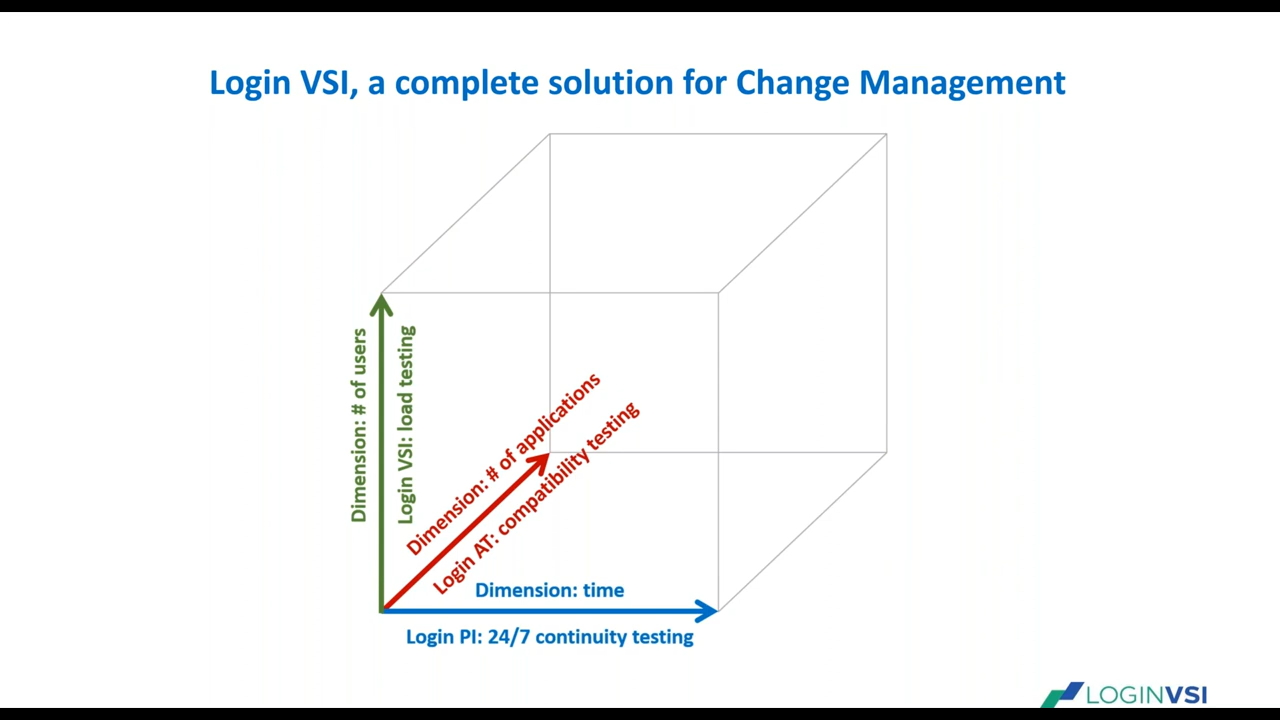 Login VSI, a complete solution for Change Management
Dimension: # of users
Login VSI: load testing
Dimension: # of applications
Login AT: compatibility testing
Dimension: time
Login PI: 24/7 continuity testing
LOGINVSI